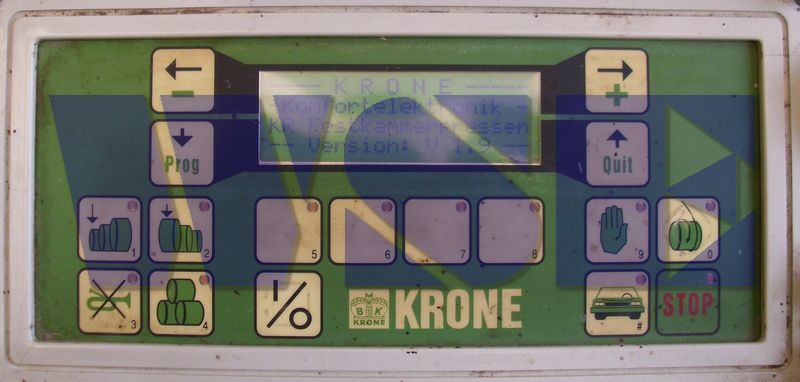 ---- KRONE ----
- Komfortelektronik -
KR Festkammerpressen
-- Version: V 1.9 --
← → 
- +
Prog Quit
1 2 5 6 7 8 9 0
3 4 I/O # STOP
BMK
KRONE
KRONE